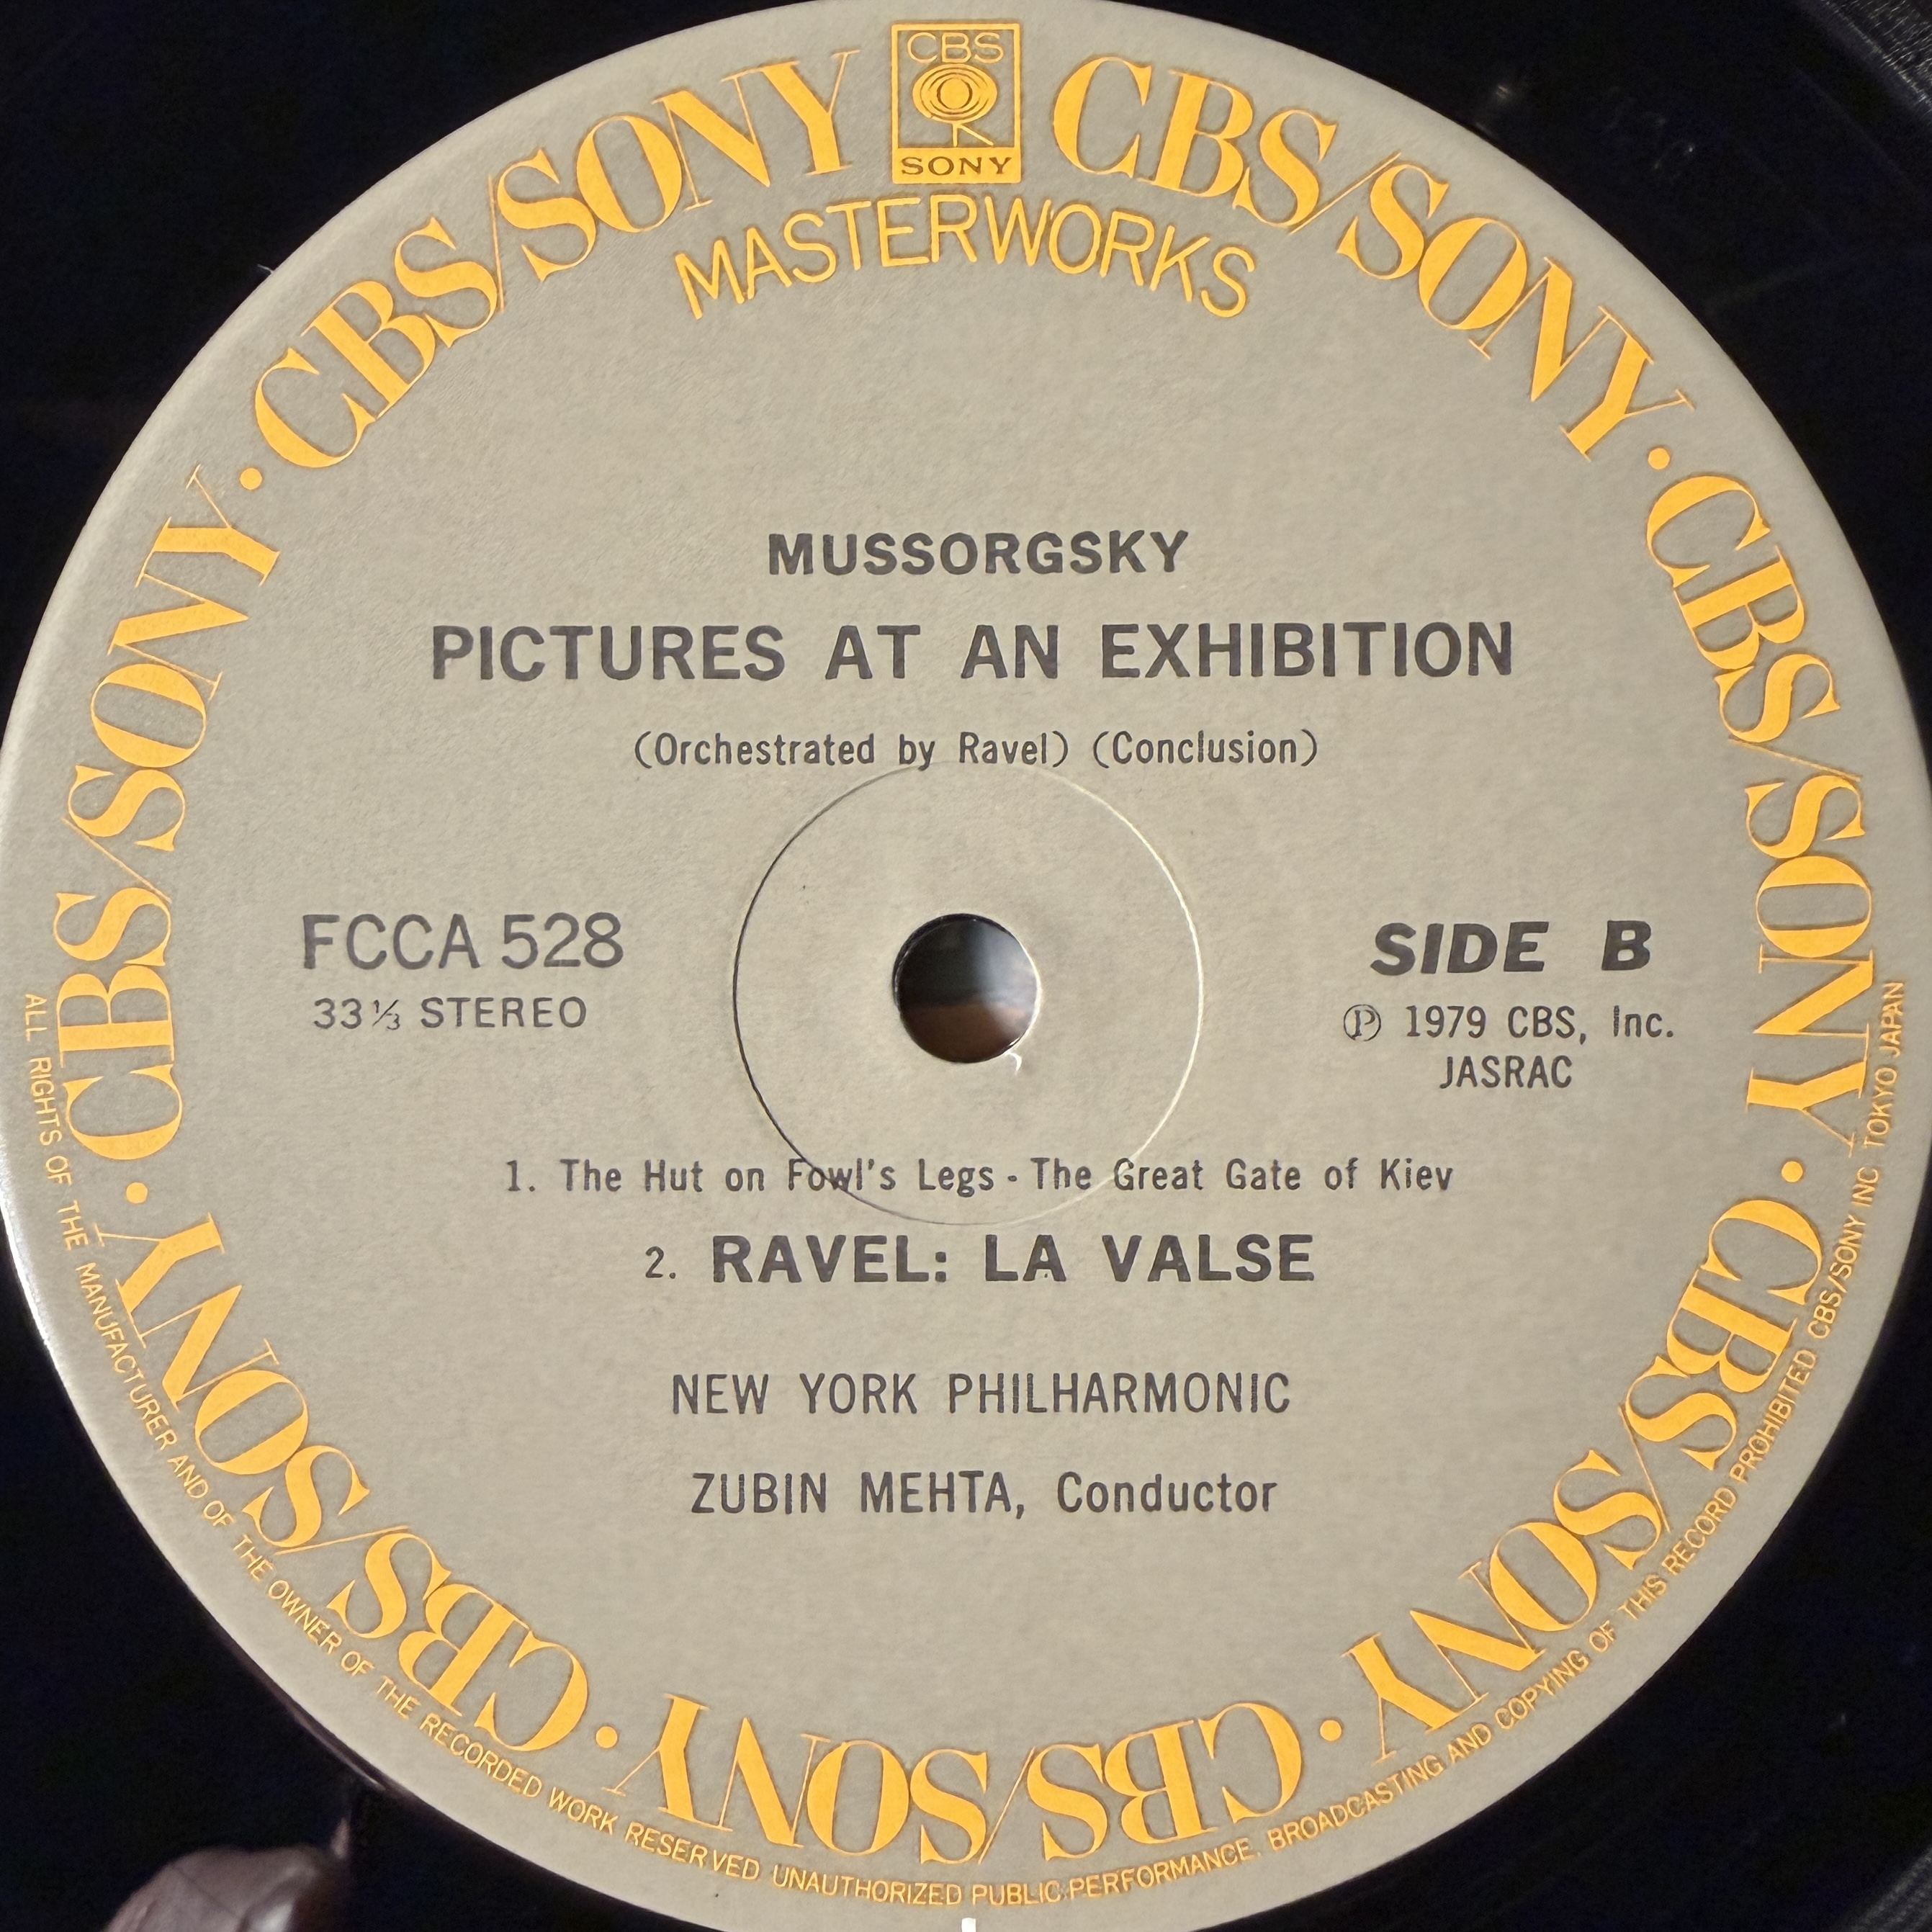 CBS
SONY
CBS/SONY • CBS/SONY • CBS/SONY • CBS/SONY • CBS/SONY • CBS/SONY • CBS/SONY
MASTERWORKS
MUSSORGSKY
PICTURES AT AN EXHIBITION
(Orchestrated by Ravel) (Conclusion)
FCCA 528
33⅓ STEREO
SIDE B
Ⓟ 1979 CBS, Inc.
JASRAC
1. The Hut on Fowl's Legs - The Great Gate of Kiev
2. RAVEL: LA VALSE
NEW YORK PHILHARMONIC
ZUBIN MEHTA, Conductor
ALL RIGHTS OF THE MANUFACTURER AND OF THE OWNER OF THE RECORDED WORK RESERVED UNAUTHORIZED PUBLIC PERFORMANCE, BROADCASTING AND COPYING OF THIS RECORD PROHIBITED CBS/SONY INC. TOKYO JAPAN